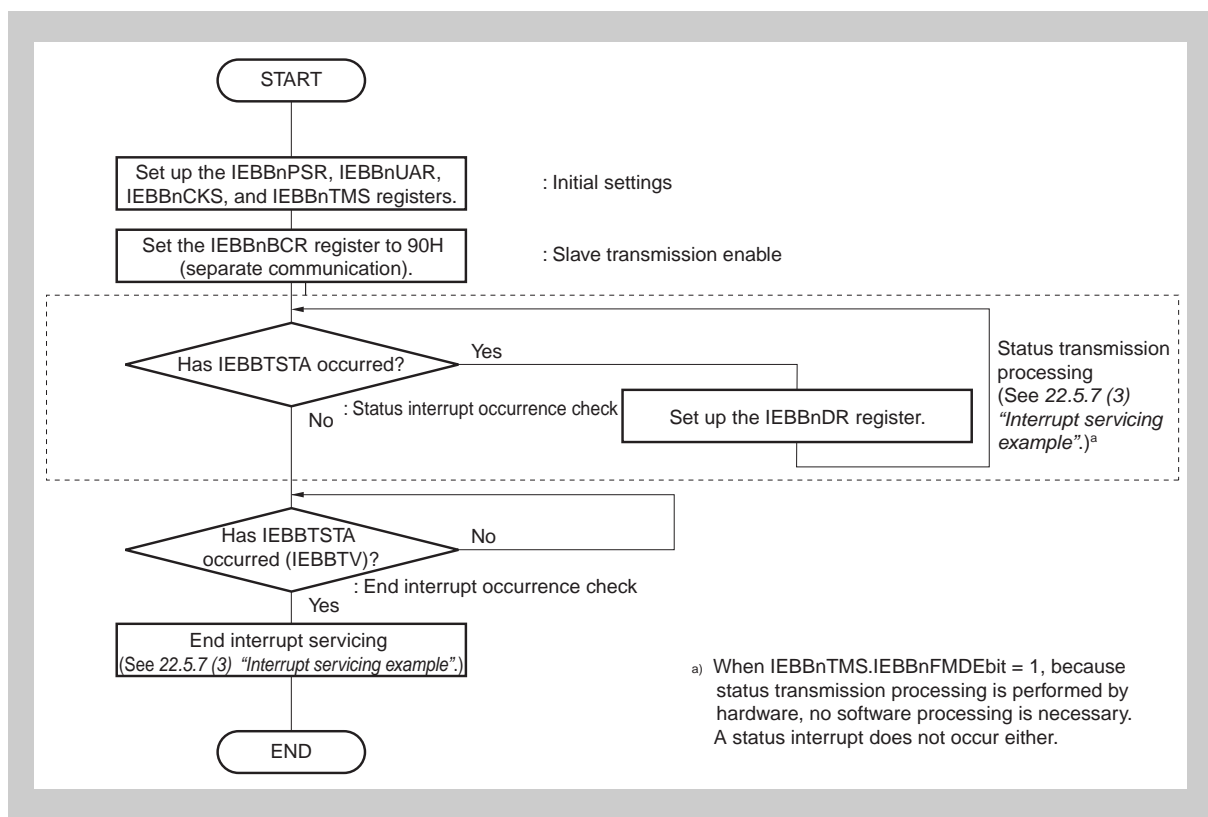 START
Set up the IEBBnPSR, IEBBnUAR,
IEBBnCKS, and IEBBnTMS registers.
: Initial settings
Set the IEBBnBCR register to 90H
(separate communication).
: Slave transmission enable
Has IEBBTSTA occurred?
Yes
No
: Status interrupt occurrence check
Set up the IEBBnDR register.
Status transmission
processing
(See 22.5.7 (3)
“Interrupt servicing
example”.)a
Has IEBBTSTA
occurred (IEBBTV)?
No
: End interrupt occurrence check
Yes
End interrupt servicing
(See 22.5.7 (3) “Interrupt servicing example”.)
END
a) When IEBBnTMS.IEBBnFMDEbit = 1, because
status transmission processing is performed by
hardware, no software processing is necessary.
A status interrupt does not occur either.